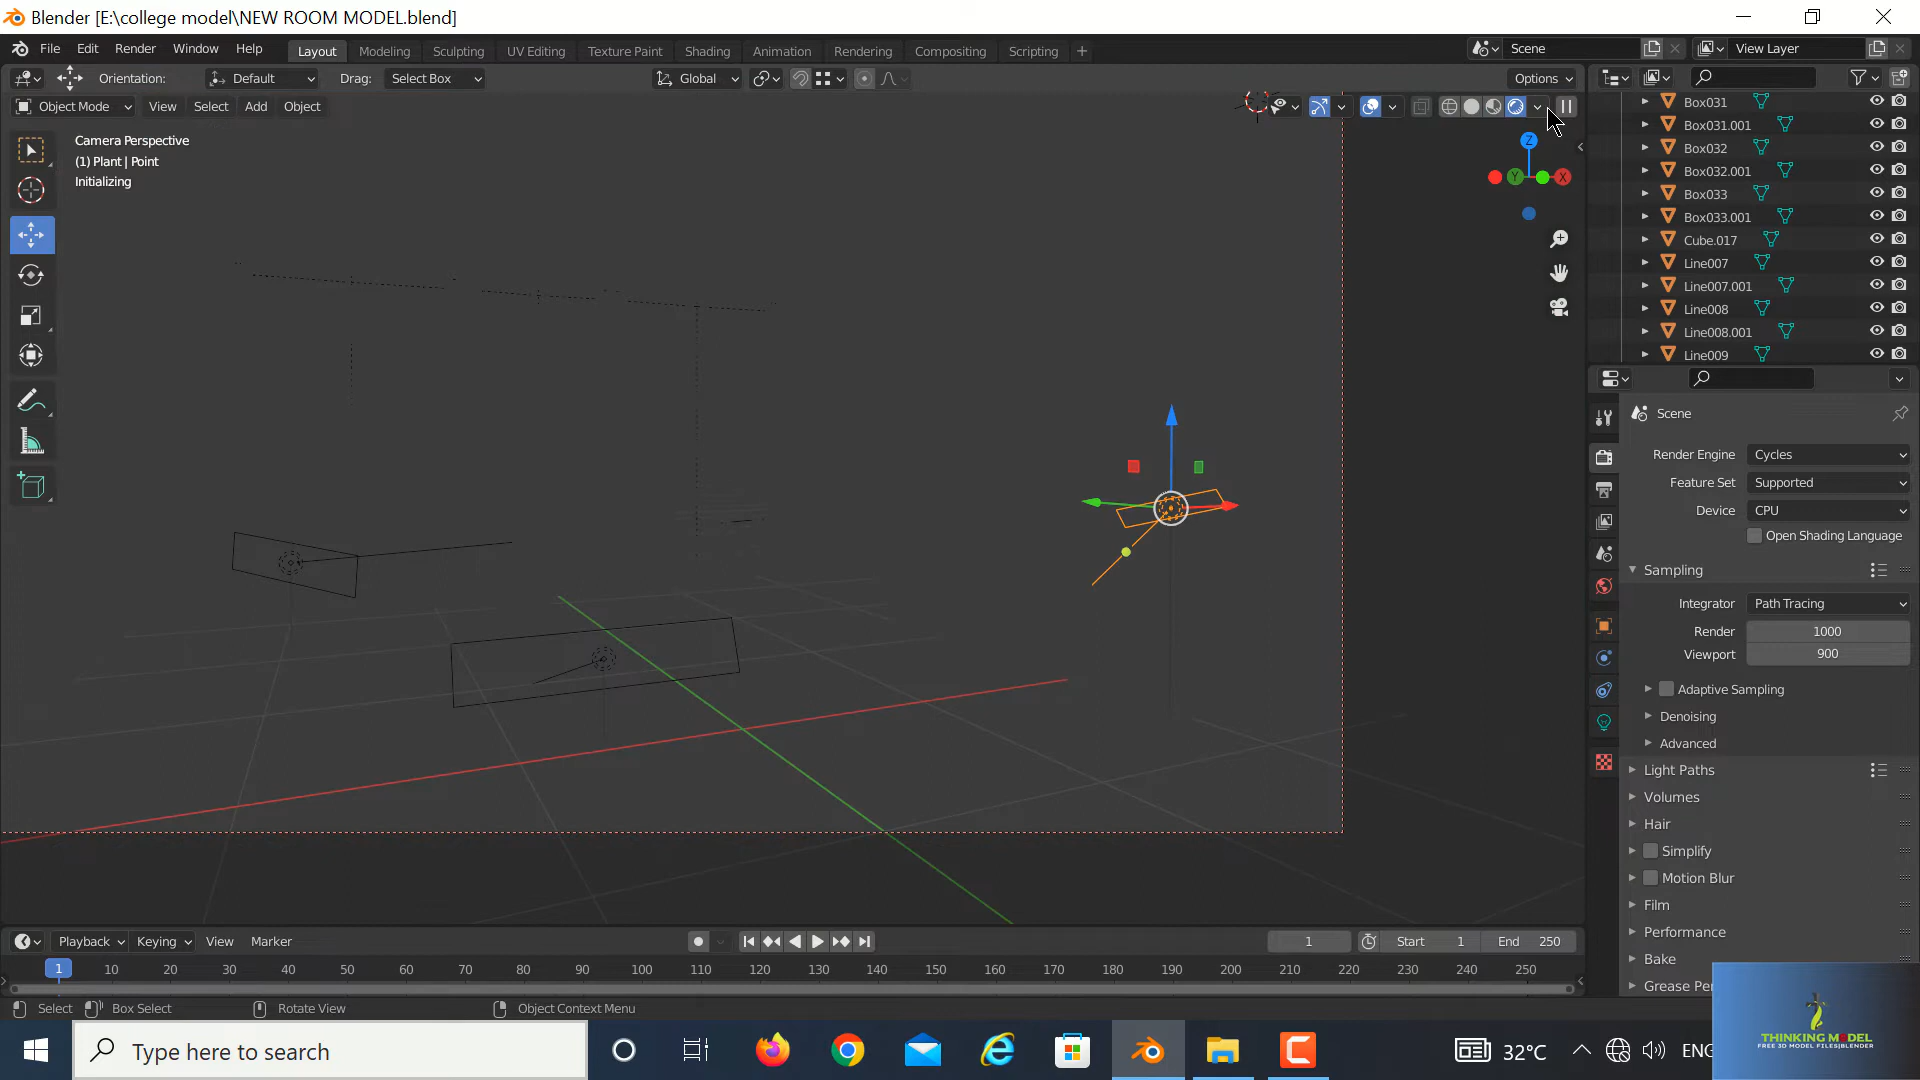 Blender [E:\college model\NEW ROOM MODEL.blend]
File Edit Render Window Help Layout Modeling Sculpting UV Editing Texture Paint Shading Animation Rendering Compositing Scripting + Scene View Layer
Orientation: Default Drag: Select Box Global Options
Object Mode View Select Add Object
Camera Perspective
(1) Plant | Point
Initializing
Z
Y
X
Box031
Box031.001
Box032
Box032.001
Box033
Box033.001
Cube.017
Line007
Line007.001
Line008
Line008.001
Line009
Scene
Render Engine Cycles
Feature Set Supported
Device CPU
Open Shading Language
Sampling
Integrator Path Tracing
Render 1000
Viewport 900
Adaptive Sampling
Denoising
Advanced
Light Paths
Volumes
Hair
Simplify
Motion Blur
Film
Performance
Bake
Grease Pe
Playback Keying View Marker 1 Start 1 End 250
1 10 20 30 40 50 60 70 80 90 100 110 120 130 140 150 160 170 180 190 200 210 220 230 240 250
Select Box Select Rotate View Object Context Menu
THINKING MODEL
FREE 3D MODEL FILES|BLENDER
Type here to search 32°C ENG